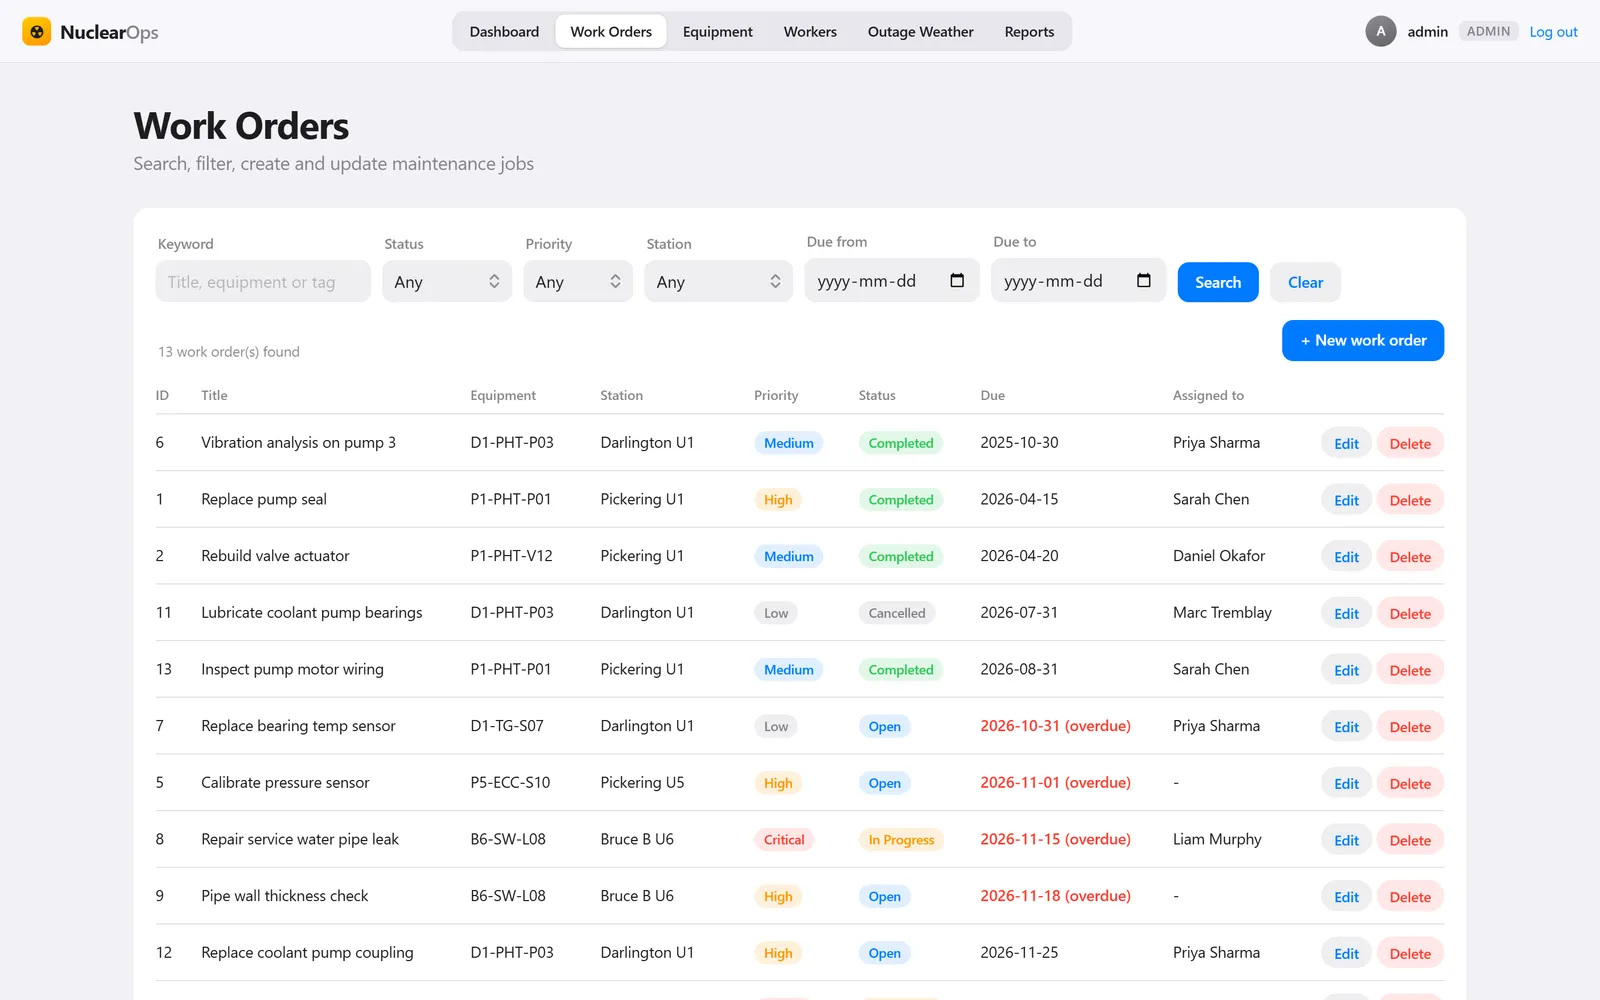 NuclearOps
Dashboard Work Orders Equipment Workers Outage Weather Reports
A admin ADMIN Log out
Work Orders
Search, filter, create and update maintenance jobs
Keyword Status Priority Station Due from Due to
Title, equipment or tag Any Any Any yyyy-mm-dd yyyy-mm-dd Search Clear
13 work order(s) found + New work order
ID Title Equipment Station Priority Status Due Assigned to
6 Vibration analysis on pump 3 D1-PHT-P03 Darlington U1 Medium Completed 2025-10-30 Priya Sharma Edit Delete
1 Replace pump seal P1-PHT-P01 Pickering U1 High Completed 2026-04-15 Sarah Chen Edit Delete
2 Rebuild valve actuator P1-PHT-V12 Pickering U1 Medium Completed 2026-04-20 Daniel Okafor Edit Delete
11 Lubricate coolant pump bearings D1-PHT-P03 Darlington U1 Low Cancelled 2026-07-31 Marc Tremblay Edit Delete
13 Inspect pump motor wiring P1-PHT-P01 Pickering U1 Medium Completed 2026-08-31 Sarah Chen Edit Delete
7 Replace bearing temp sensor D1-TG-S07 Darlington U1 Low Open 2026-10-31 (overdue) Priya Sharma Edit Delete
5 Calibrate pressure sensor P5-ECC-S10 Pickering U5 High Open 2026-11-01 (overdue) - Edit Delete
8 Repair service water pipe leak B6-SW-L08 Bruce B U6 Critical In Progress 2026-11-15 (overdue) Liam Murphy Edit Delete
9 Pipe wall thickness check B6-SW-L08 Bruce B U6 High Open 2026-11-18 (overdue) - Edit Delete
12 Replace coolant pump coupling D1-PHT-P03 Darlington U1 High Open 2026-11-25 Priya Sharma Edit Delete